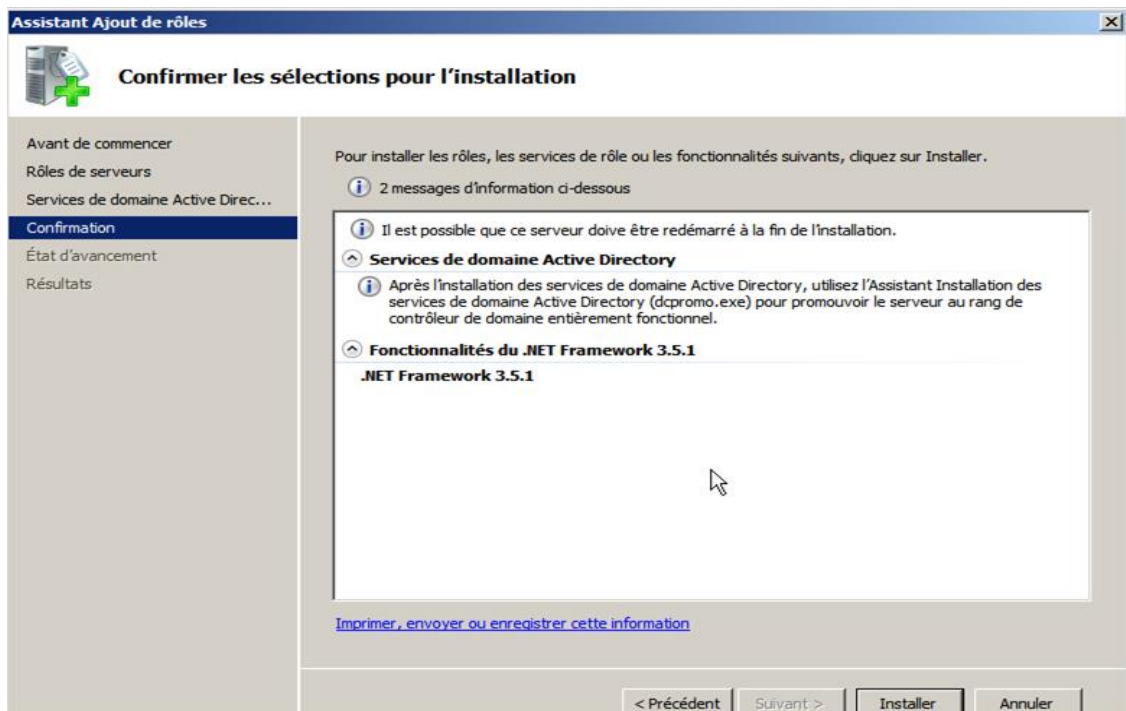 Assistant Ajout de rôles
Confirmer les sélections pour l'installation
Avant de commencer
Rôles de serveurs
Services de domaine Active Direc...
Confirmation
État d'avancement
Résultats
Pour installer les rôles, les services de rôle ou les fonctionnalités suivants, cliquez sur Installer.
2 messages d'information ci-dessous
Il est possible que ce serveur doive être redémarré à la fin de l'installation.
Services de domaine Active Directory
Après l'installation des services de domaine Active Directory, utilisez l'Assistant Installation des
services de domaine Active Directory (dcpromo.exe) pour promouvoir le serveur au rang de
contrôleur de domaine entièrement fonctionnel.
Fonctionnalités du .NET Framework 3.5.1
.NET Framework 3.5.1
Imprimer, envoyer ou enregistrer cette information
< Précédent Suivant > Installer Annuler